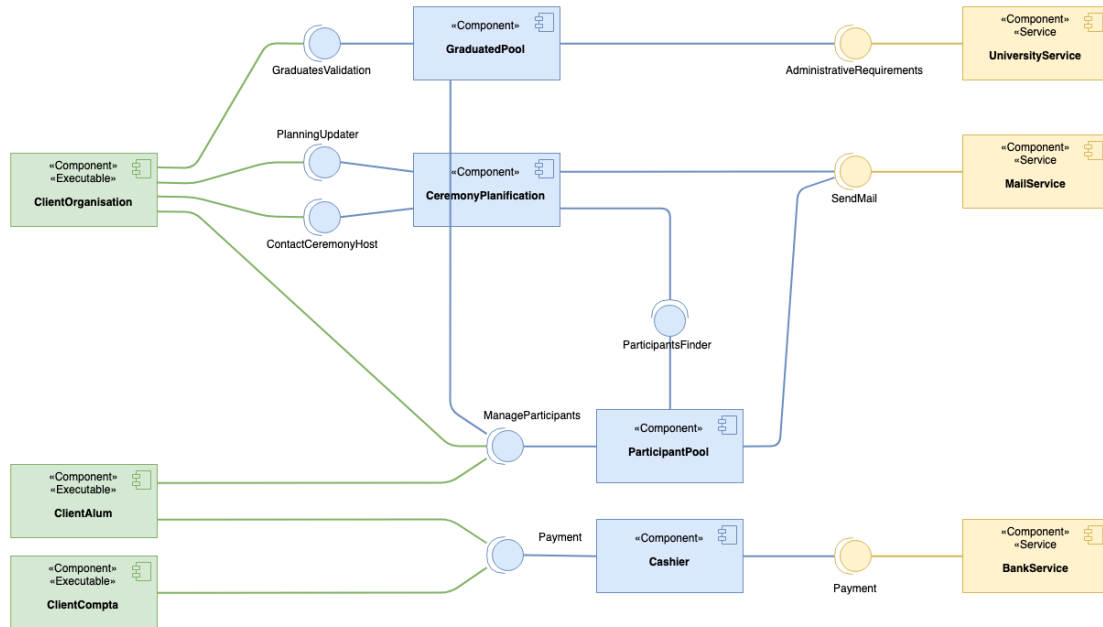 «Component»
GraduatedPool
GraduatesValidation
AdministrativeRequirements
«Component»
«Service
UniversityService
«Component»
«Executable»
ClientOrganisation
PlanningUpdater
ContactCeremonyHost
«Component»
CeremonyPlanification
SendMail
«Component»
«Service
MailService
ParticipantsFinder
ManageParticipants
«Component»
ParticipantPool
«Component»
«Executable»
ClientAlum
«Component»
«Executable»
ClientCompta
Payment
«Component»
Cashier
Payment
«Component»
«Service
BankService